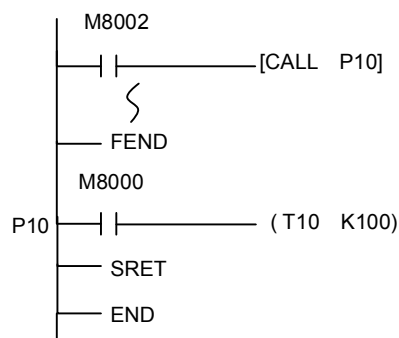 M8002
[CALL P10]
FEND
M8000
P10
(T10 K100)
SRET
END